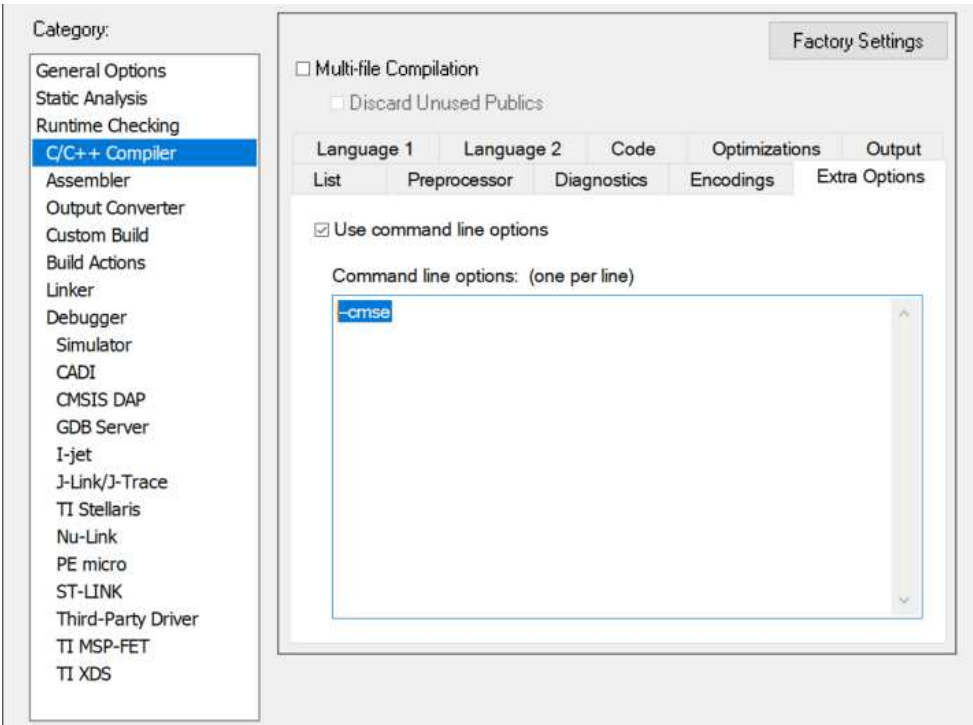 Category:
General Options
Static Analysis
Runtime Checking
C/C++ Compiler
Assembler
Output Converter
Custom Build
Build Actions
Linker
Debugger
Simulator
CADI
CMSIS DAP
GDB Server
I-jet
J-Link/J-Trace
TI Stellaris
Nu-Link
PE micro
ST-LINK
Third-Party Driver
TI MSP-FET
TI XDS
Factory Settings
Multi-file Compilation
Discard Unused Publics
Language 1 Language 2 Code Optimizations Output
List Preprocessor Diagnostics Encodings Extra Options
Use command line options
Command line options: (one per line)
–cmse